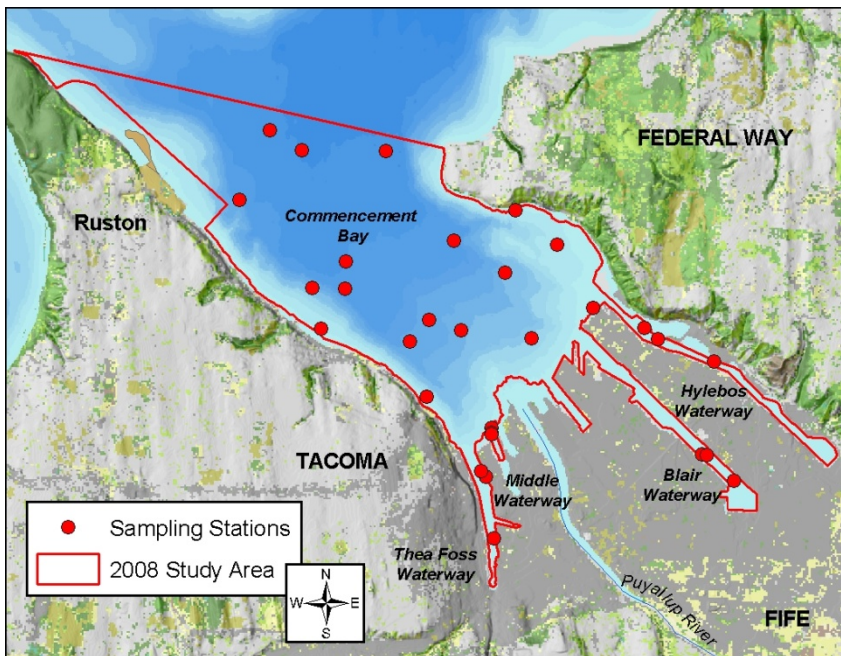 FEDERAL WAY
Ruston
Commencement
Bay
Hylebos
Waterway
TACOMA
Middle
Waterway
Blair
Waterway
Sampling Stations
2008 Study Area
Thea Foss
Waterway
N
W E
S
Puyallup River
FIFE